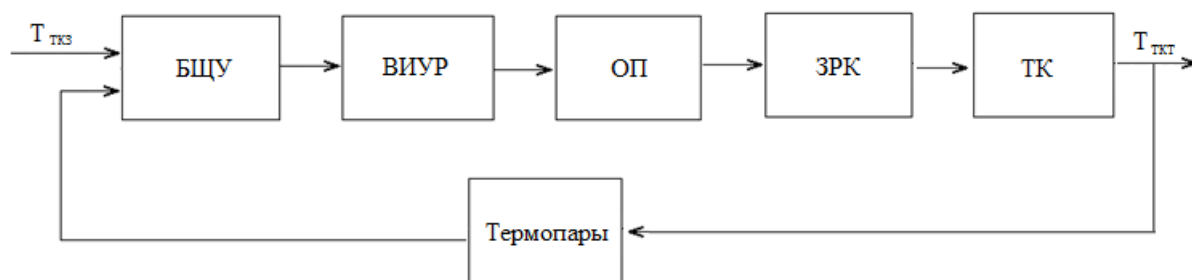 Т ткз
БЩУ
ВИУР
ОП
ЗРК
ТК
Т ткт
Термопары